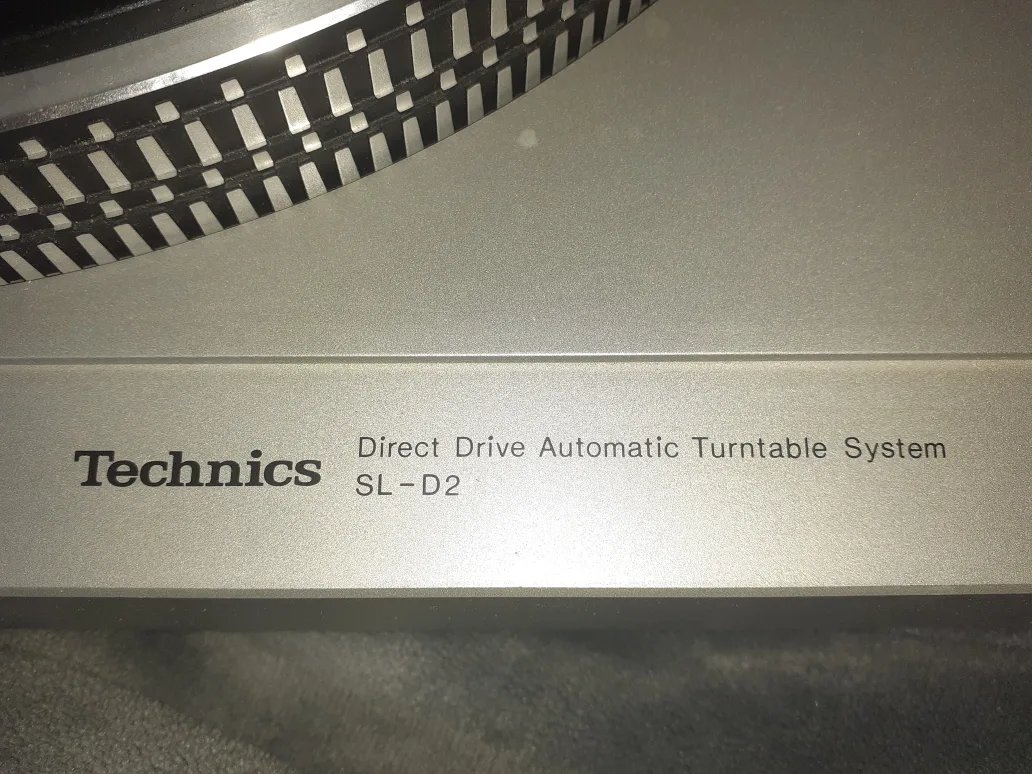 Technics
Direct Drive Automatic Turntable System
SL-D2